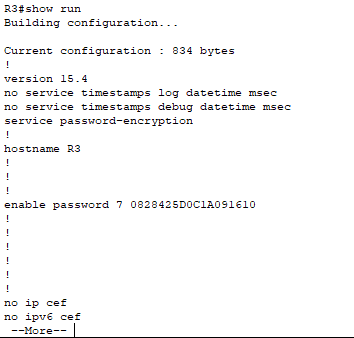 R3#show run
Building configuration...
Current configuration : 834 bytes
!
version 15.4
no service timestamps log datetime msec
no service timestamps debug datetime msec
service password-encryption
!
hostname R3
!
!
!
enable password 7 0828425D0C1A091610
!
!
!
!
!
!
no ip cef
no ipv6 cef
--More--